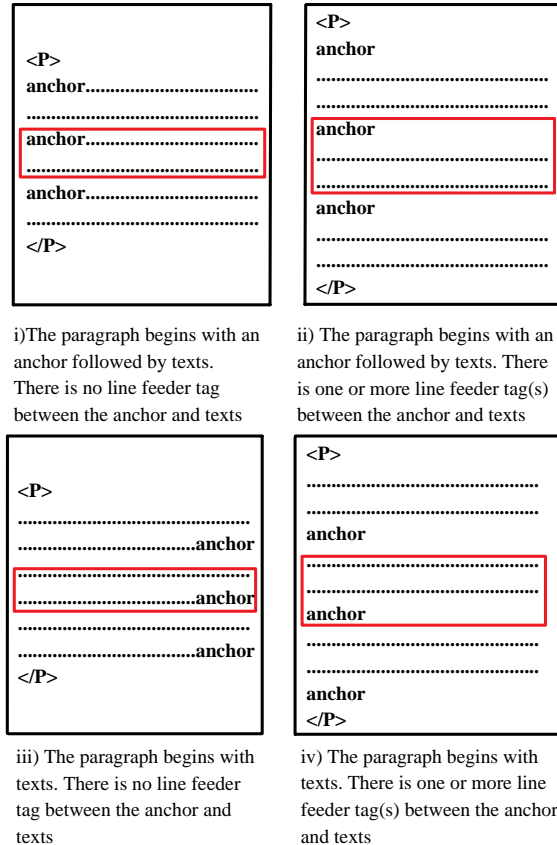 <P>
anchor..................................
..............................................
anchor..................................
..............................................
anchor..................................
..............................................
</P>
i)The paragraph begins with an
anchor followed by texts.
There is no line feeder tag
between the anchor and texts
<P>
anchor
..............................................
..............................................
anchor
..............................................
..............................................
anchor
..............................................
..............................................
</P>
ii) The paragraph begins with an
anchor followed by texts. There
is one or more line feeder tag(s)
between the anchor and texts
<P>
..............................................
...................................anchor
..............................................
...................................anchor
..............................................
...................................anchor
</P>
iii) The paragraph begins with
texts. There is no line feeder
tag between the anchor and
texts
<P>
..............................................
..............................................
anchor
..............................................
..............................................
anchor
..............................................
..............................................
anchor
</P>
iv) The paragraph begins with
texts. There is one or more line
feeder tag(s) between the anchor
and texts